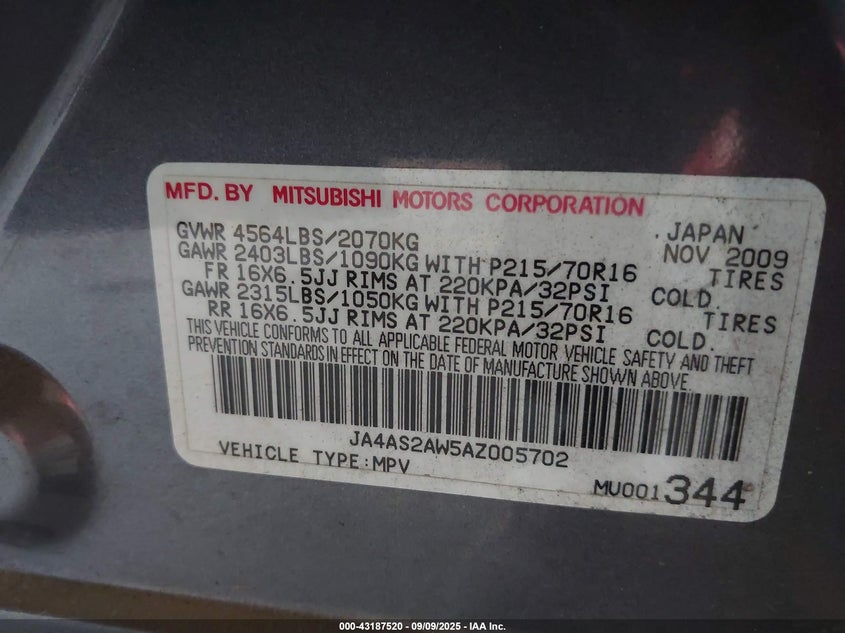 MFD. BY MITSUBISHI MOTORS CORPORATION
GVWR 4564LBS/2070KG JAPAN
GAWR 2403LBS/1090KG WITH P215/70R16 NOV 2009
FR 16X6.5JJ RIMS AT 220KPA/32PSI TIRES COLD.
GAWR 2315LBS/1050KG WITH P215/70R16
RR 16X6.5JJ RIMS AT 220KPA/32PSI TIRES COLD.
THIS VEHICLE CONFORMS TO ALL APPLICABLE FEDERAL MOTOR VEHICLE SAFETY AND THEFT
PREVENTION STANDARDS IN EFFECT ON THE DATE OF MANUFACTURE SHOWN ABOVE.
JA4AS2AW5AZ005702
VEHICLE TYPE:MPV
MU001344
000-43187520 - 09/09/2025 - IAA Inc.